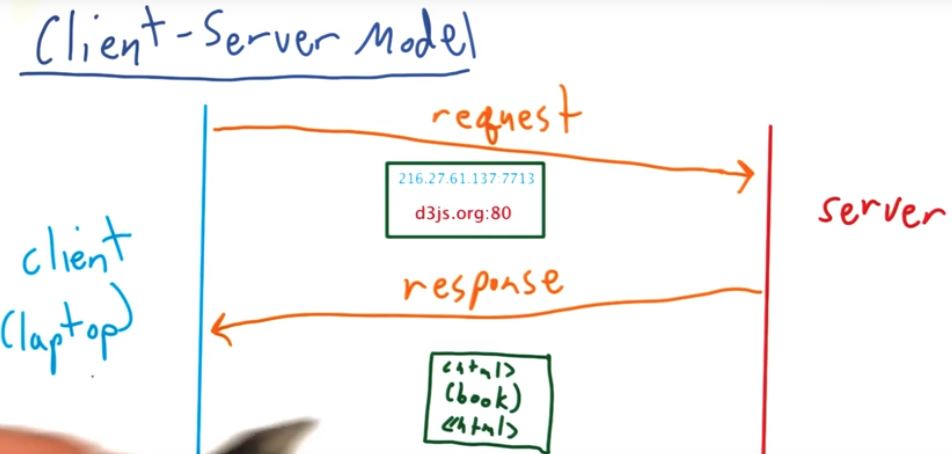 Client-Server Model
request
216.27.61.137:7713
d3js.org:80
server
client
(laptop)
response
<html>
(book)
<html>